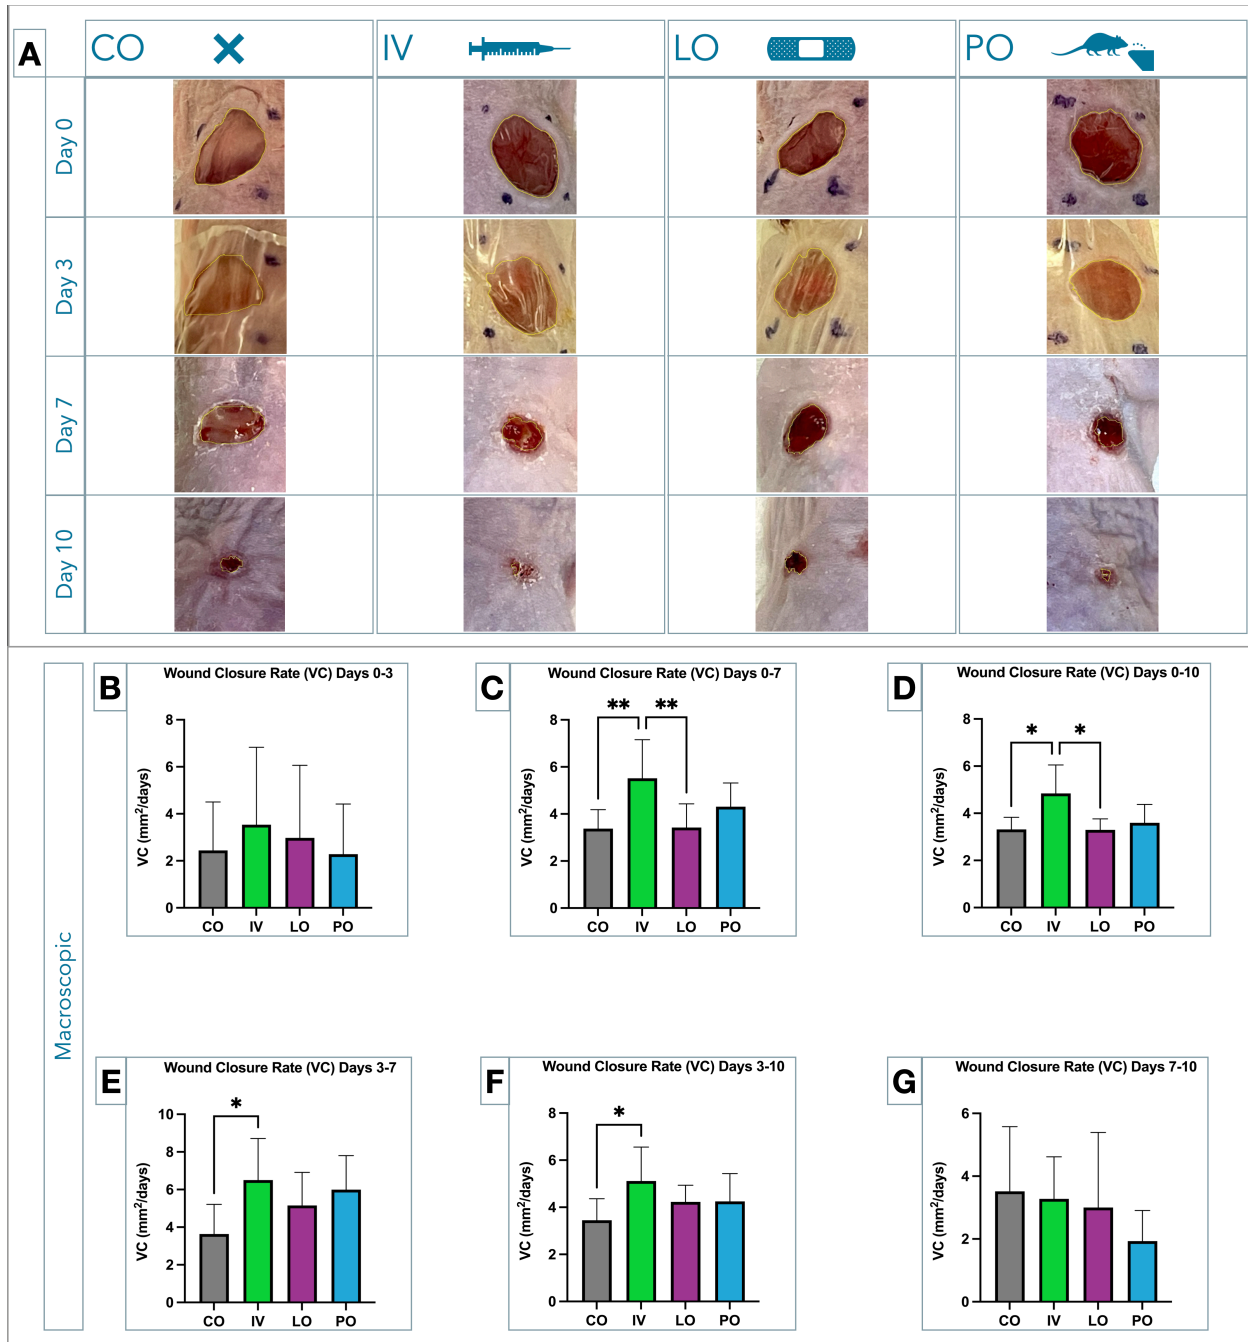 A
CO IV LO PO
Day 0
Day 3
Day 7
Day 10
Macroscopic
B
Wound Closure Rate (VC) Days 0-3
VC (mm²/days)
8
6
4
2
0
CO IV LO PO
C
Wound Closure Rate (VC) Days 0-7
VC (mm²/days)
** **
8
6
4
2
0
CO IV LO PO
D
Wound Closure Rate (VC) Days 0-10
VC (mm²/days)
* *
8
6
4
2
0
CO IV LO PO
E
Wound Closure Rate (VC) Days 3-7
VC (mm²/days)
*
10
8
6
4
2
0
CO IV LO PO
F
Wound Closure Rate (VC) Days 3-10
VC (mm²/days)
*
8
6
4
2
0
CO IV LO PO
G
Wound Closure Rate (VC) Days 7-10
VC (mm²/days)
6
4
2
0
CO IV LO PO